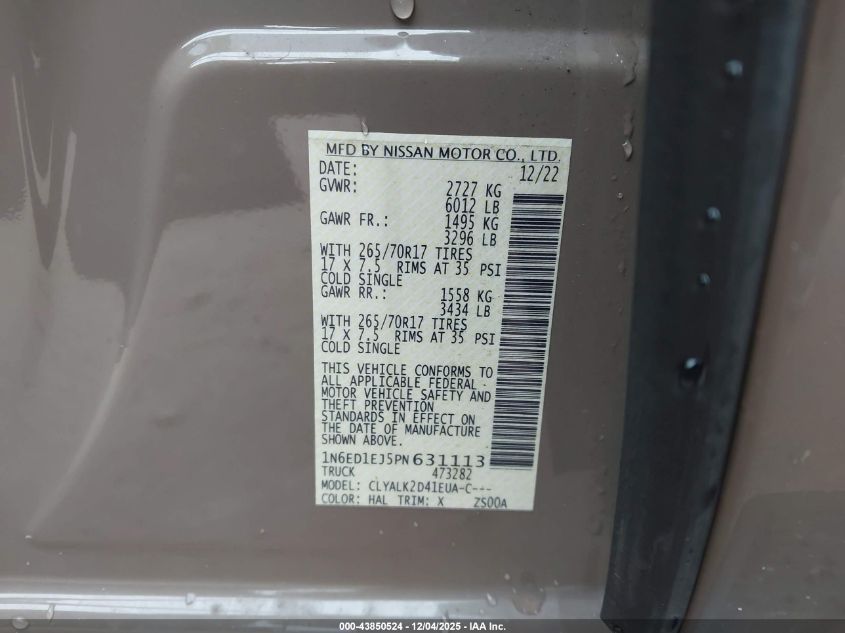 MFD BY NISSAN MOTOR CO., LTD.
DATE: 12/22
GVWR: 2727 KG
6012 LB
GAWR FR.: 1495 KG
3296 LB
WITH 265/70R17 TIRES
17 X 7.5 RIMS AT 35 PSI
COLD SINGLE
GAWR RR.: 1558 KG
3434 LB
WITH 265/70R17 TIRES
17 X 7.5 RIMS AT 35 PSI
COLD SINGLE
THIS VEHICLE CONFORMS TO
ALL APPLICABLE FEDERAL
MOTOR VEHICLE SAFETY AND
THEFT PREVENTION
STANDARDS IN EFFECT ON
THE DATE OF MANUFACTURE
SHOWN ABOVE.
1N6ED1EJ5PN631113
TRUCK 473282
MODEL: CLYALK2D41EUA-C---
COLOR: HAL TRIM: X ZS00A
000-43850524 - 12/04/2025 - IAA Inc.